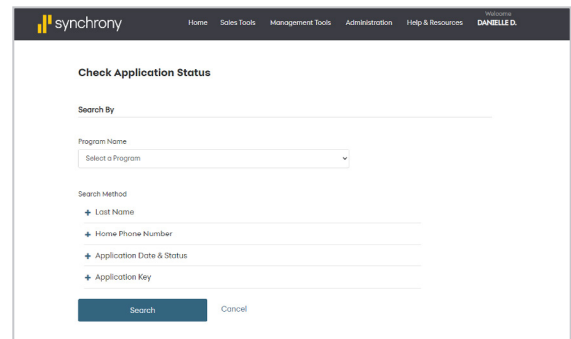 synchrony
Home Sales Tools Management Tools Administration Help & Resources
Welcome
DANIELLE D.
Check Application Status
Search By
Program Name
Select a Program
Search Method
+ Last Name
+ Home Phone Number
+ Application Date & Status
+ Application Key
Search Cancel